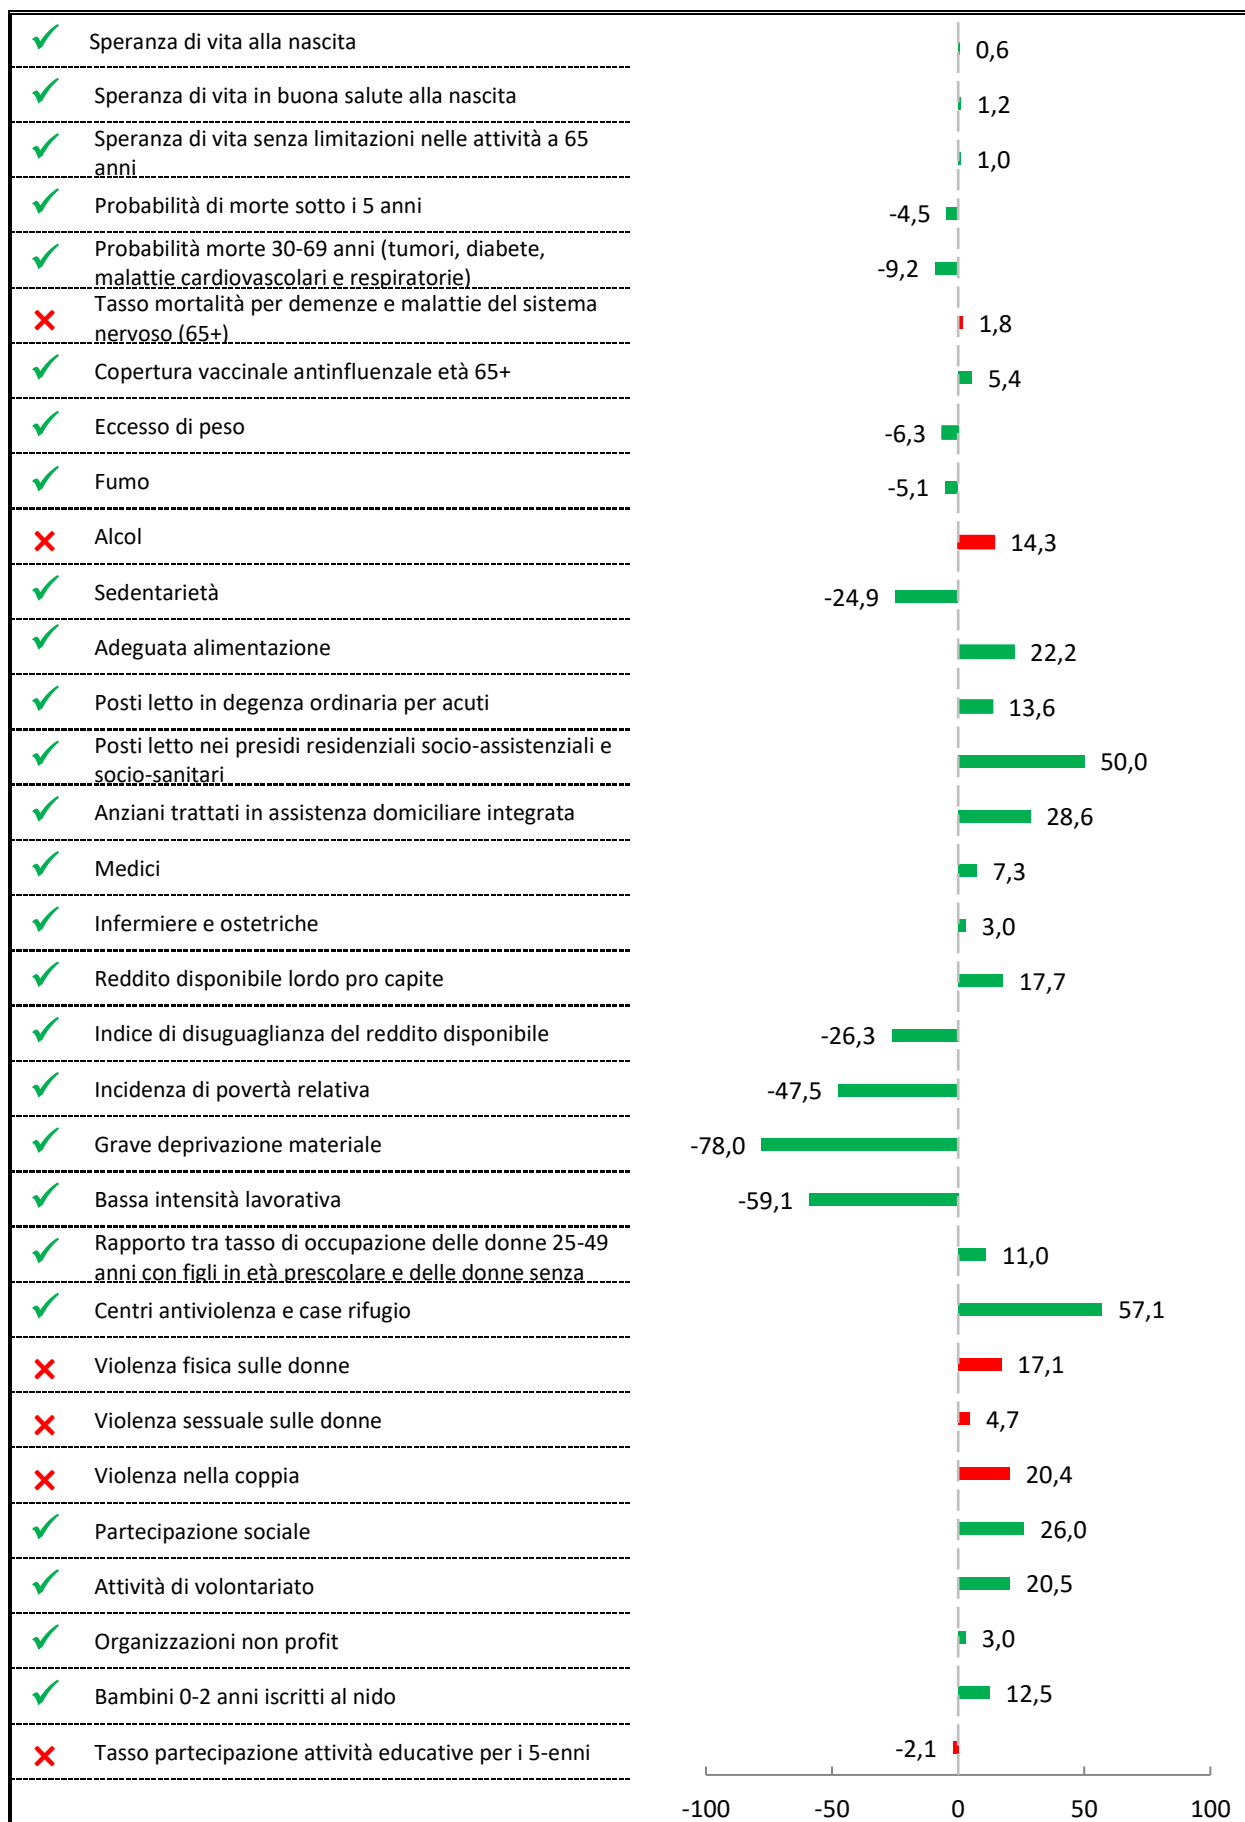 Speranza di vita alla nascita
0,6
Speranza di vita in buona salute alla nascita
1,2
Speranza di vita senza limitazioni nelle attività a 65
anni
1,0
Probabilità di morte sotto i 5 anni
-4,5
Probabilità morte 30-69 anni (tumori, diabete,
malattie cardiovascolari e respiratorie)
-9,2
Tasso mortalità per demenze e malattie del sistema
nervoso (65+)
1,8
Copertura vaccinale antinfluenzale età 65+
5,4
Eccesso di peso
-6,3
Fumo
-5,1
Alcol
14,3
Sedentarietà
-24,9
Adeguata alimentazione
22,2
Posti letto in degenza ordinaria per acuti
13,6
Posti letto nei presidi residenziali socio-assistenziali e
socio-sanitari
50,0
Anziani trattati in assistenza domiciliare integrata
28,6
Medici
7,3
Infermiere e ostetriche
3,0
Reddito disponibile lordo pro capite
17,7
Indice di disuguaglianza del reddito disponibile
-26,3
Incidenza di povertà relativa
-47,5
Grave deprivazione materiale
-78,0
Bassa intensità lavorativa
-59,1
Rapporto tra tasso di occupazione delle donne 25-49
anni con figli in età prescolare e delle donne senza
11,0
Centri antiviolenza e case rifugio
57,1
Violenza fisica sulle donne
17,1
Violenza sessuale sulle donne
4,7
Violenza nella coppia
20,4
Partecipazione sociale
26,0
Attività di volontariato
20,5
Organizzazioni non profit
3,0
Bambini 0-2 anni iscritti al nido
12,5
Tasso partecipazione attività educative per i 5-enni
-2,1
-100 -50 0 50 100